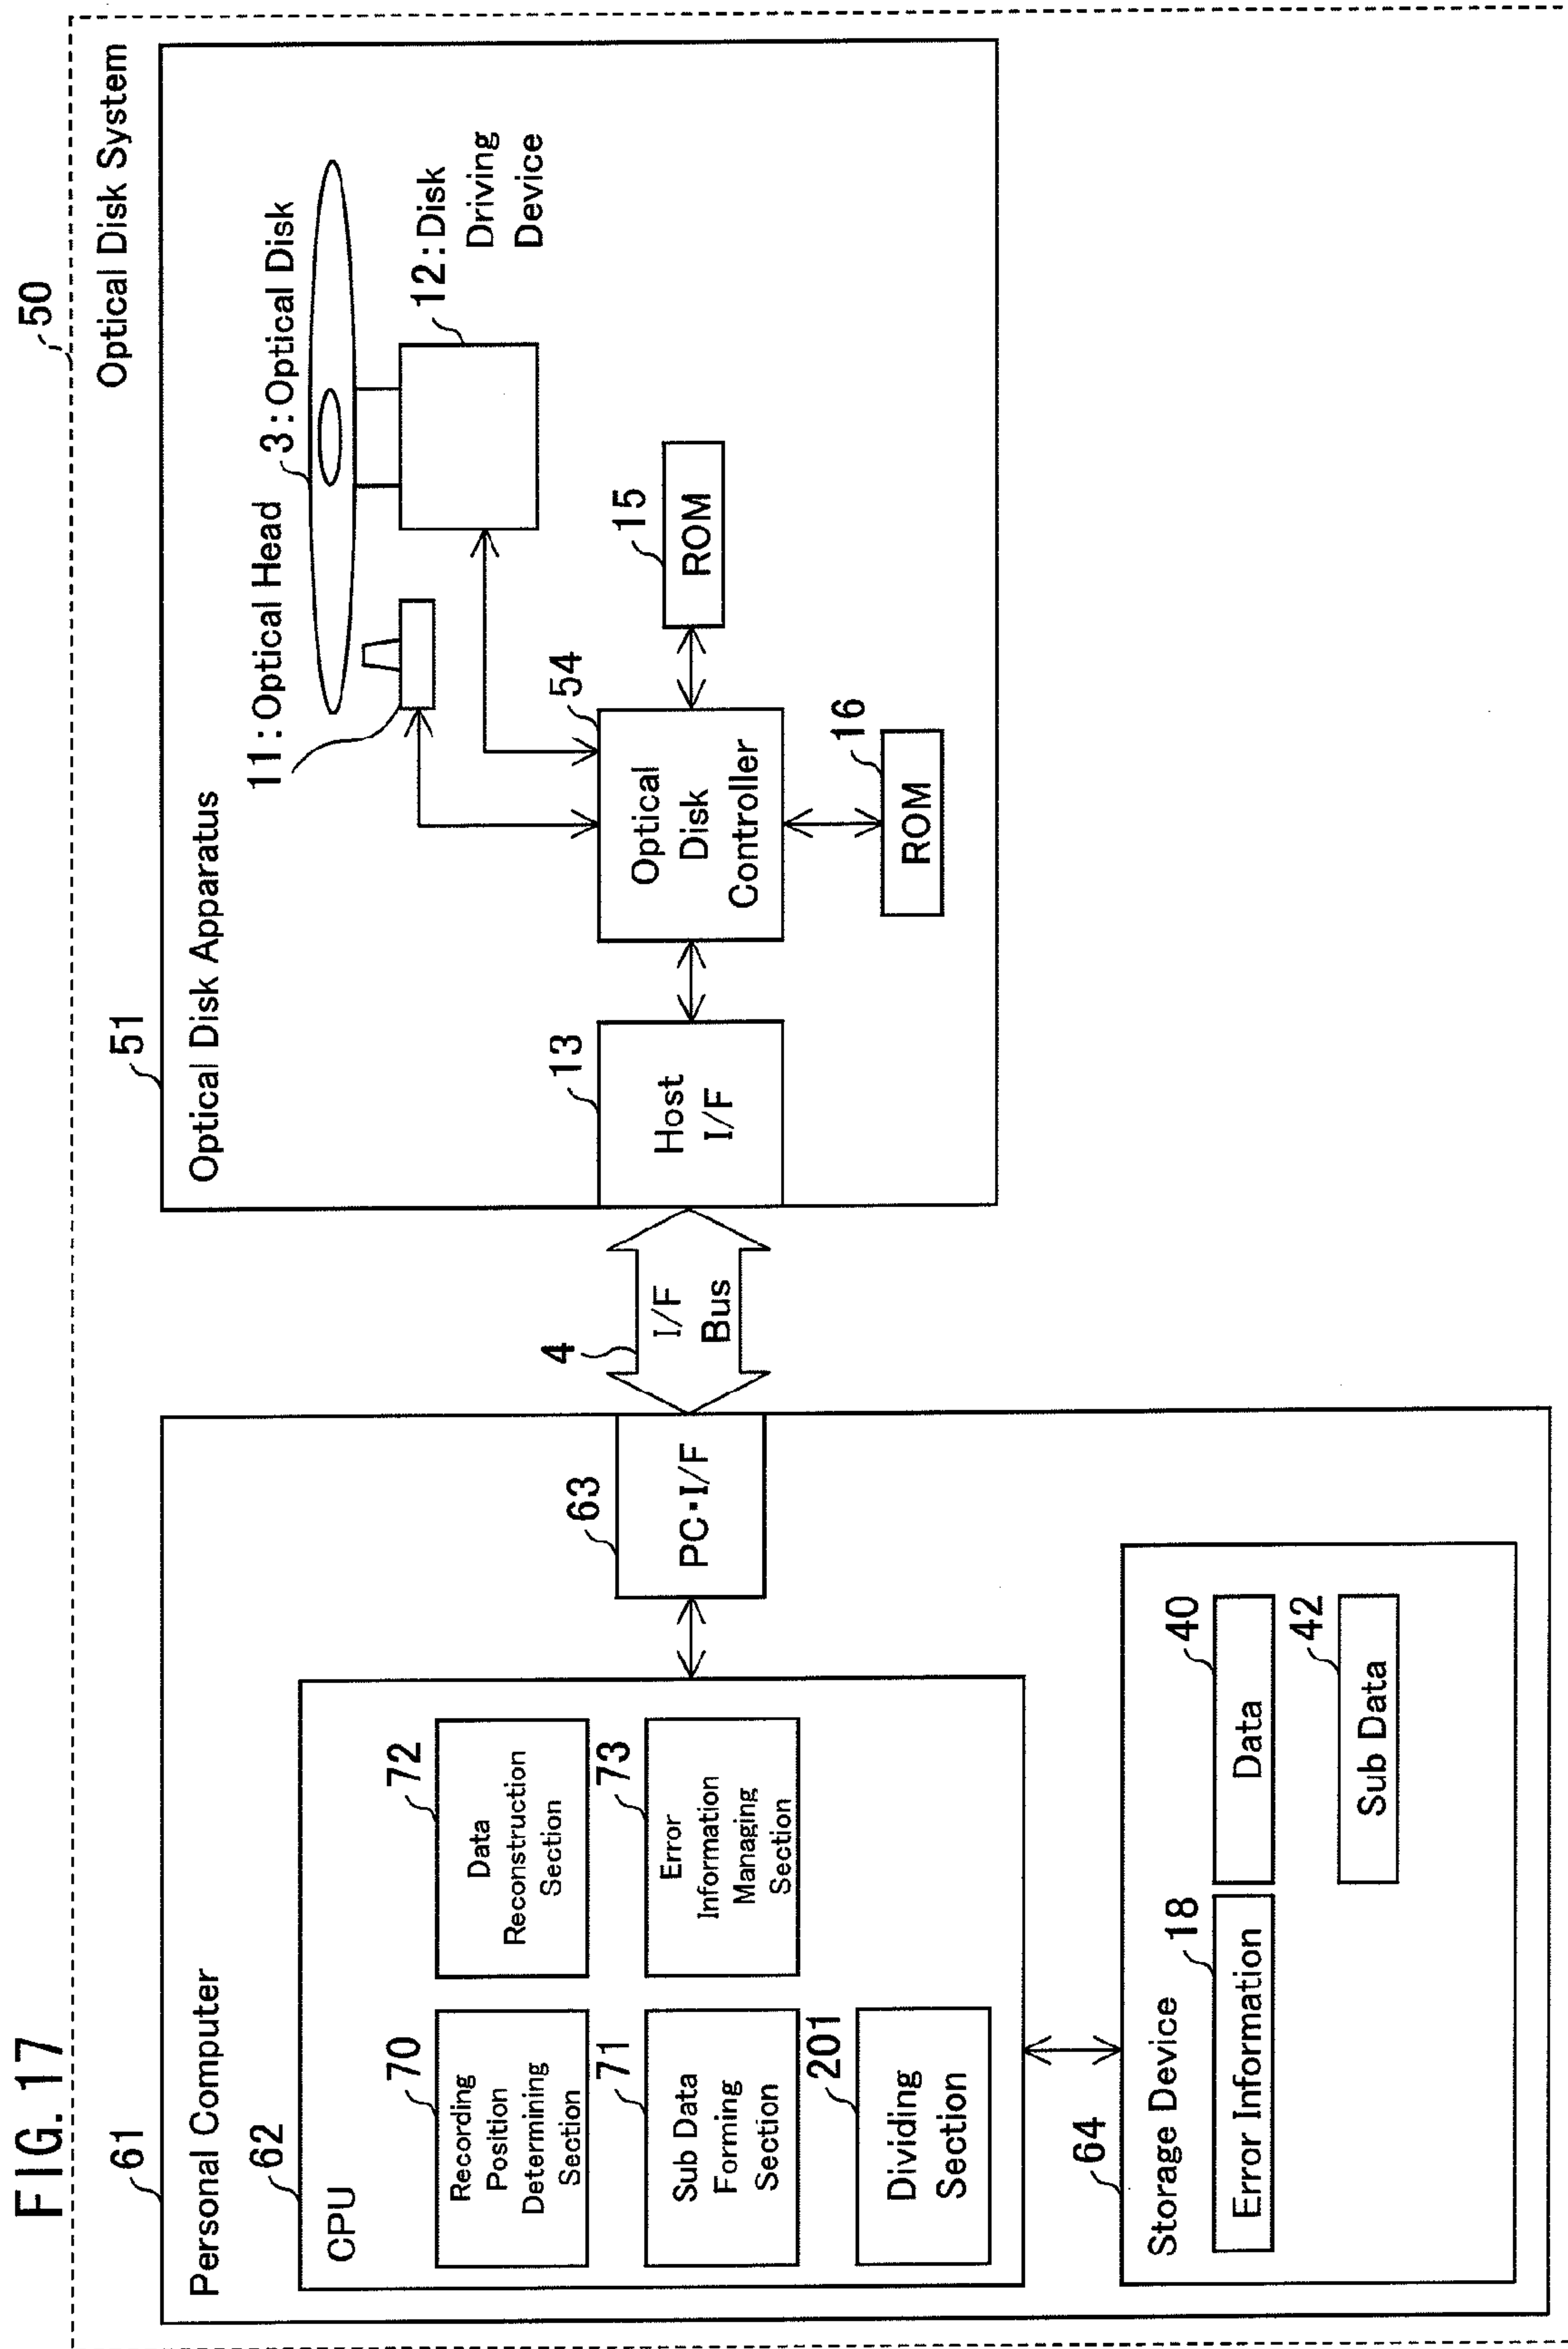 FIG.17
50
Optical Disk System
61
Personal Computer
62
CPU
70
Recording
Position
Determining
Section
72
Data
Reconstruction
Section
71
Sub Data
Forming
Section
73
Error
Information
Managing
Section
201
Dividing
Section
63
PC·I/F
64
Storage Device
18
Error Information
40
Data
42
Sub Data
4
I/F
Bus
51
Optical Disk Apparatus
11:Optical Head
3:Optical Disk
12:Disk
Driving
Device
13
Host
I/F
54
Optical
Disk
Controller
15
ROM
16
ROM